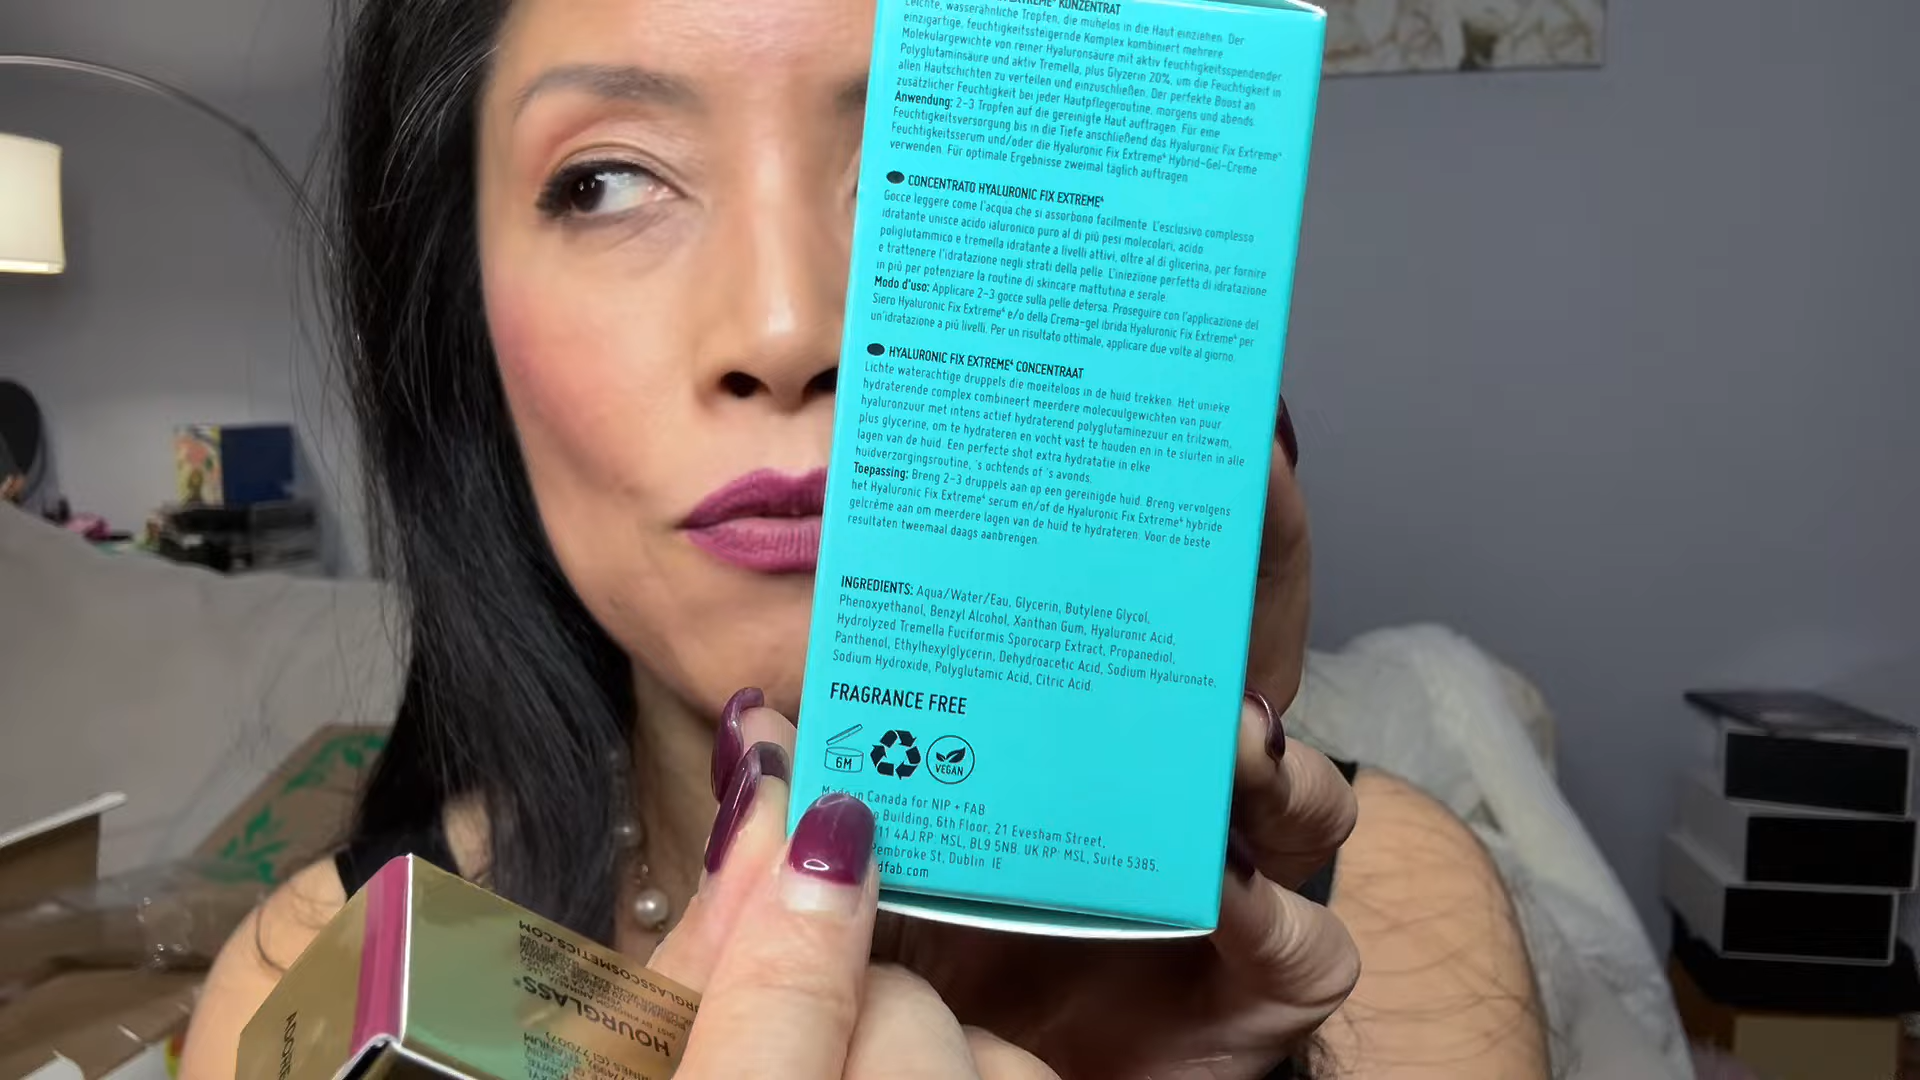 EXTREME⁴ KONZENTRAT
Leichte, wasserähnliche Tropfen, die mühelos in die Haut einziehen. Der
einzigartige, feuchtigkeitssteigernde Komplex kombiniert mehrere
Molekulargewichte von reiner Hyaluronsäure mit aktiv feuchtigkeitsspendender
Polyglutaminsäure und aktiv Tremella, plus Glyzerin 20%, um die Feuchtigkeit in
allen Hautschichten zu verteilen und einzuschließen. Der perfekte Boost an
zusätzlicher Feuchtigkeit bei jeder Hautpflegeroutine, morgens und abends.
Anwendung: 2-3 Tropfen auf die gereinigte Haut auftragen. Für eine
Feuchtigkeitsversorgung bis in die Tiefe anschließend das Hyaluronic Fix Extreme⁴
Feuchtigkeitsserum und/oder die Hyaluronic Fix Extreme⁴ Hybrid-Gel-Creme
verwenden. Für optimale Ergebnisse zweimal täglich auftragen.
CONCENTRATO HYALURONIC FIX EXTREME⁴
Gocce leggere come l'acqua che si assorbono facilmente. L'esclusivo complesso
idratante unisce acido ialuronico puro al di più pesi molecolari, acido
poliglutammico e tremella idratante a livelli attivi, oltre al di glicerina, per fornire
e trattenere l'idratazione negli strati della pelle. L'iniezione perfetta di idratazione
in più per potenziare la routine di skincare mattutina e serale.
Modo d'uso: Applicare 2-3 gocce sulla pelle detersa. Proseguire con l'applicazione del
Siero Hyaluronic Fix Extreme⁴ e/o della Crema-gel ibrida Hyaluronic Fix Extreme⁴ per
un'idratazione a più livelli. Per un risultato ottimale, applicare due volte al giorno.
HYALURONIC FIX EXTREME⁴ CONCENTRAAT
Lichte waterachtige druppels die moeiteloos in de huid trekken. Het unieke
hydraterende complex combineert meerdere molecuulgewichten van puur
hyaluronzuur met intens actief hydraterend polyglutaminezuur en trilzwam,
plus glycerine, om te hydrateren en vocht vast te houden en in te sluiten in alle
lagen van de huid. Een perfecte shot extra hydratatie in elke
huidverzorgingsroutine, 's ochtends of 's avonds.
Toepassing: Breng 2-3 druppels aan op een gereinigde huid. Breng vervolgens
het Hyaluronic Fix Extreme⁴ serum en/of de Hyaluronic Fix Extreme⁴ hybride
gelcrème aan om meerdere lagen van de huid te hydrateren. Voor de beste
resultaten tweemaal daags aanbrengen.
INGREDIENTS: Aqua/Water/Eau, Glycerin, Butylene Glycol,
Phenoxyethanol, Benzyl Alcohol, Xanthan Gum, Hyaluronic Acid,
Hydrolyzed Tremella Fuciformis Sporocarp Extract, Propanediol,
Panthenol, Ethylhexylglycerin, Dehydroacetic Acid, Sodium Hyaluronate,
Sodium Hydroxide, Polyglutamic Acid, Citric Acid.
FRAGRANCE FREE
6M
VEGAN
Made in Canada for NIP + FAB
Building, 6th Floor, 21 Evesham Street,
11 4AJ RP: MSL, BL9 5NB. UK RP: MSL, Suite 5385,
Pembroke St, Dublin IE
dfab.com
HOURGLASS®
HOURGLASSCOSMETICS.COM